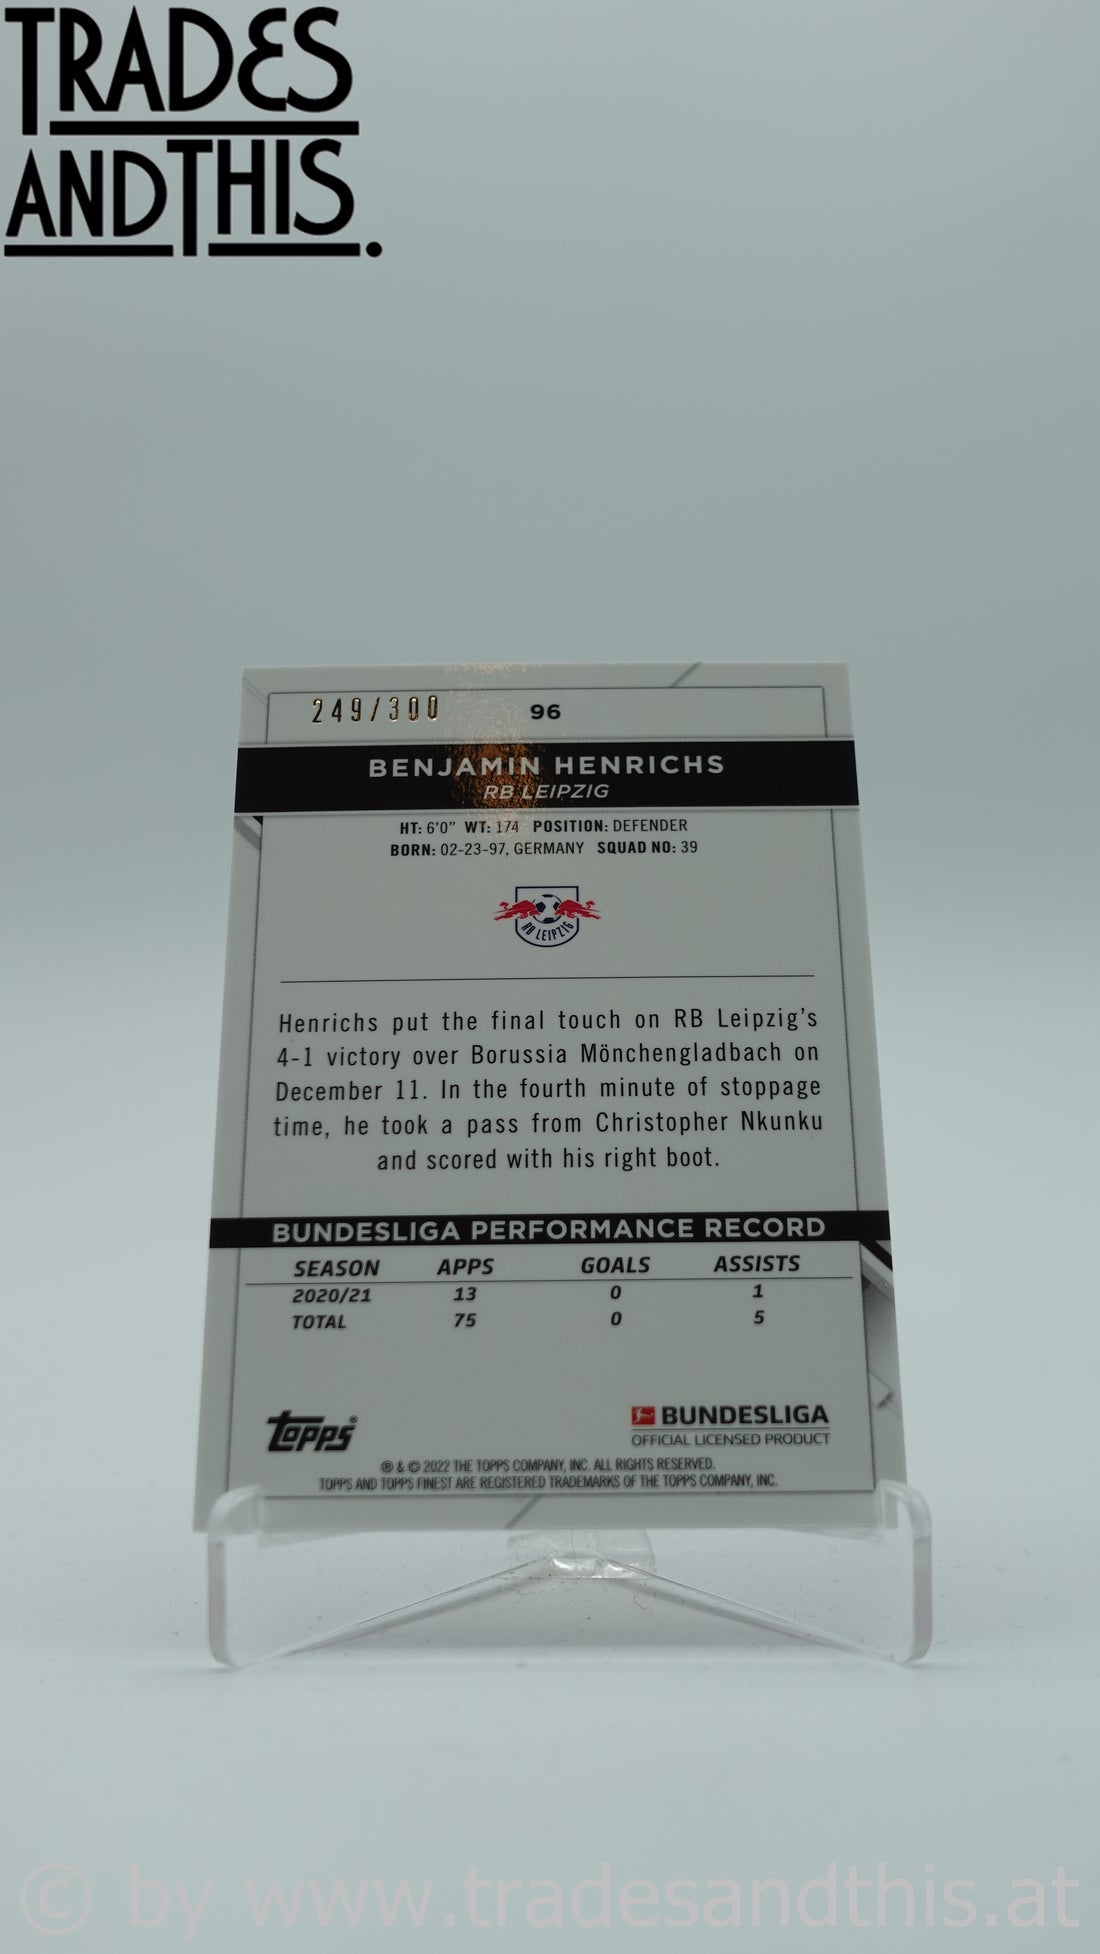 TRADES
ANDTHIS.
249/300 96
BENJAMIN HENRICHS
RB LEIPZIG
HT: 6'0" WT: 174 POSITION: DEFENDER
BORN: 02-23-97, GERMANY SQUAD NO: 39
RB LEIPZIG
Henrichs put the final touch on RB Leipzig's
4-1 victory over Borussia Mönchengladbach on
December 11. In the fourth minute of stoppage
time, he took a pass from Christopher Nkunku
and scored with his right boot.
BUNDESLIGA PERFORMANCE RECORD
SEASON APPS GOALS ASSISTS
2020/21 13 0 1
TOTAL 75 0 5
topps®
BUNDESLIGA
OFFICIAL LICENSED PRODUCT
® & © 2022 THE TOPPS COMPANY, INC. ALL RIGHTS RESERVED.
TOPPS AND TOPPS FINEST ARE REGISTERED TRADEMARKS OF THE TOPPS COMPANY, INC.
© by www.tradesandthis.at